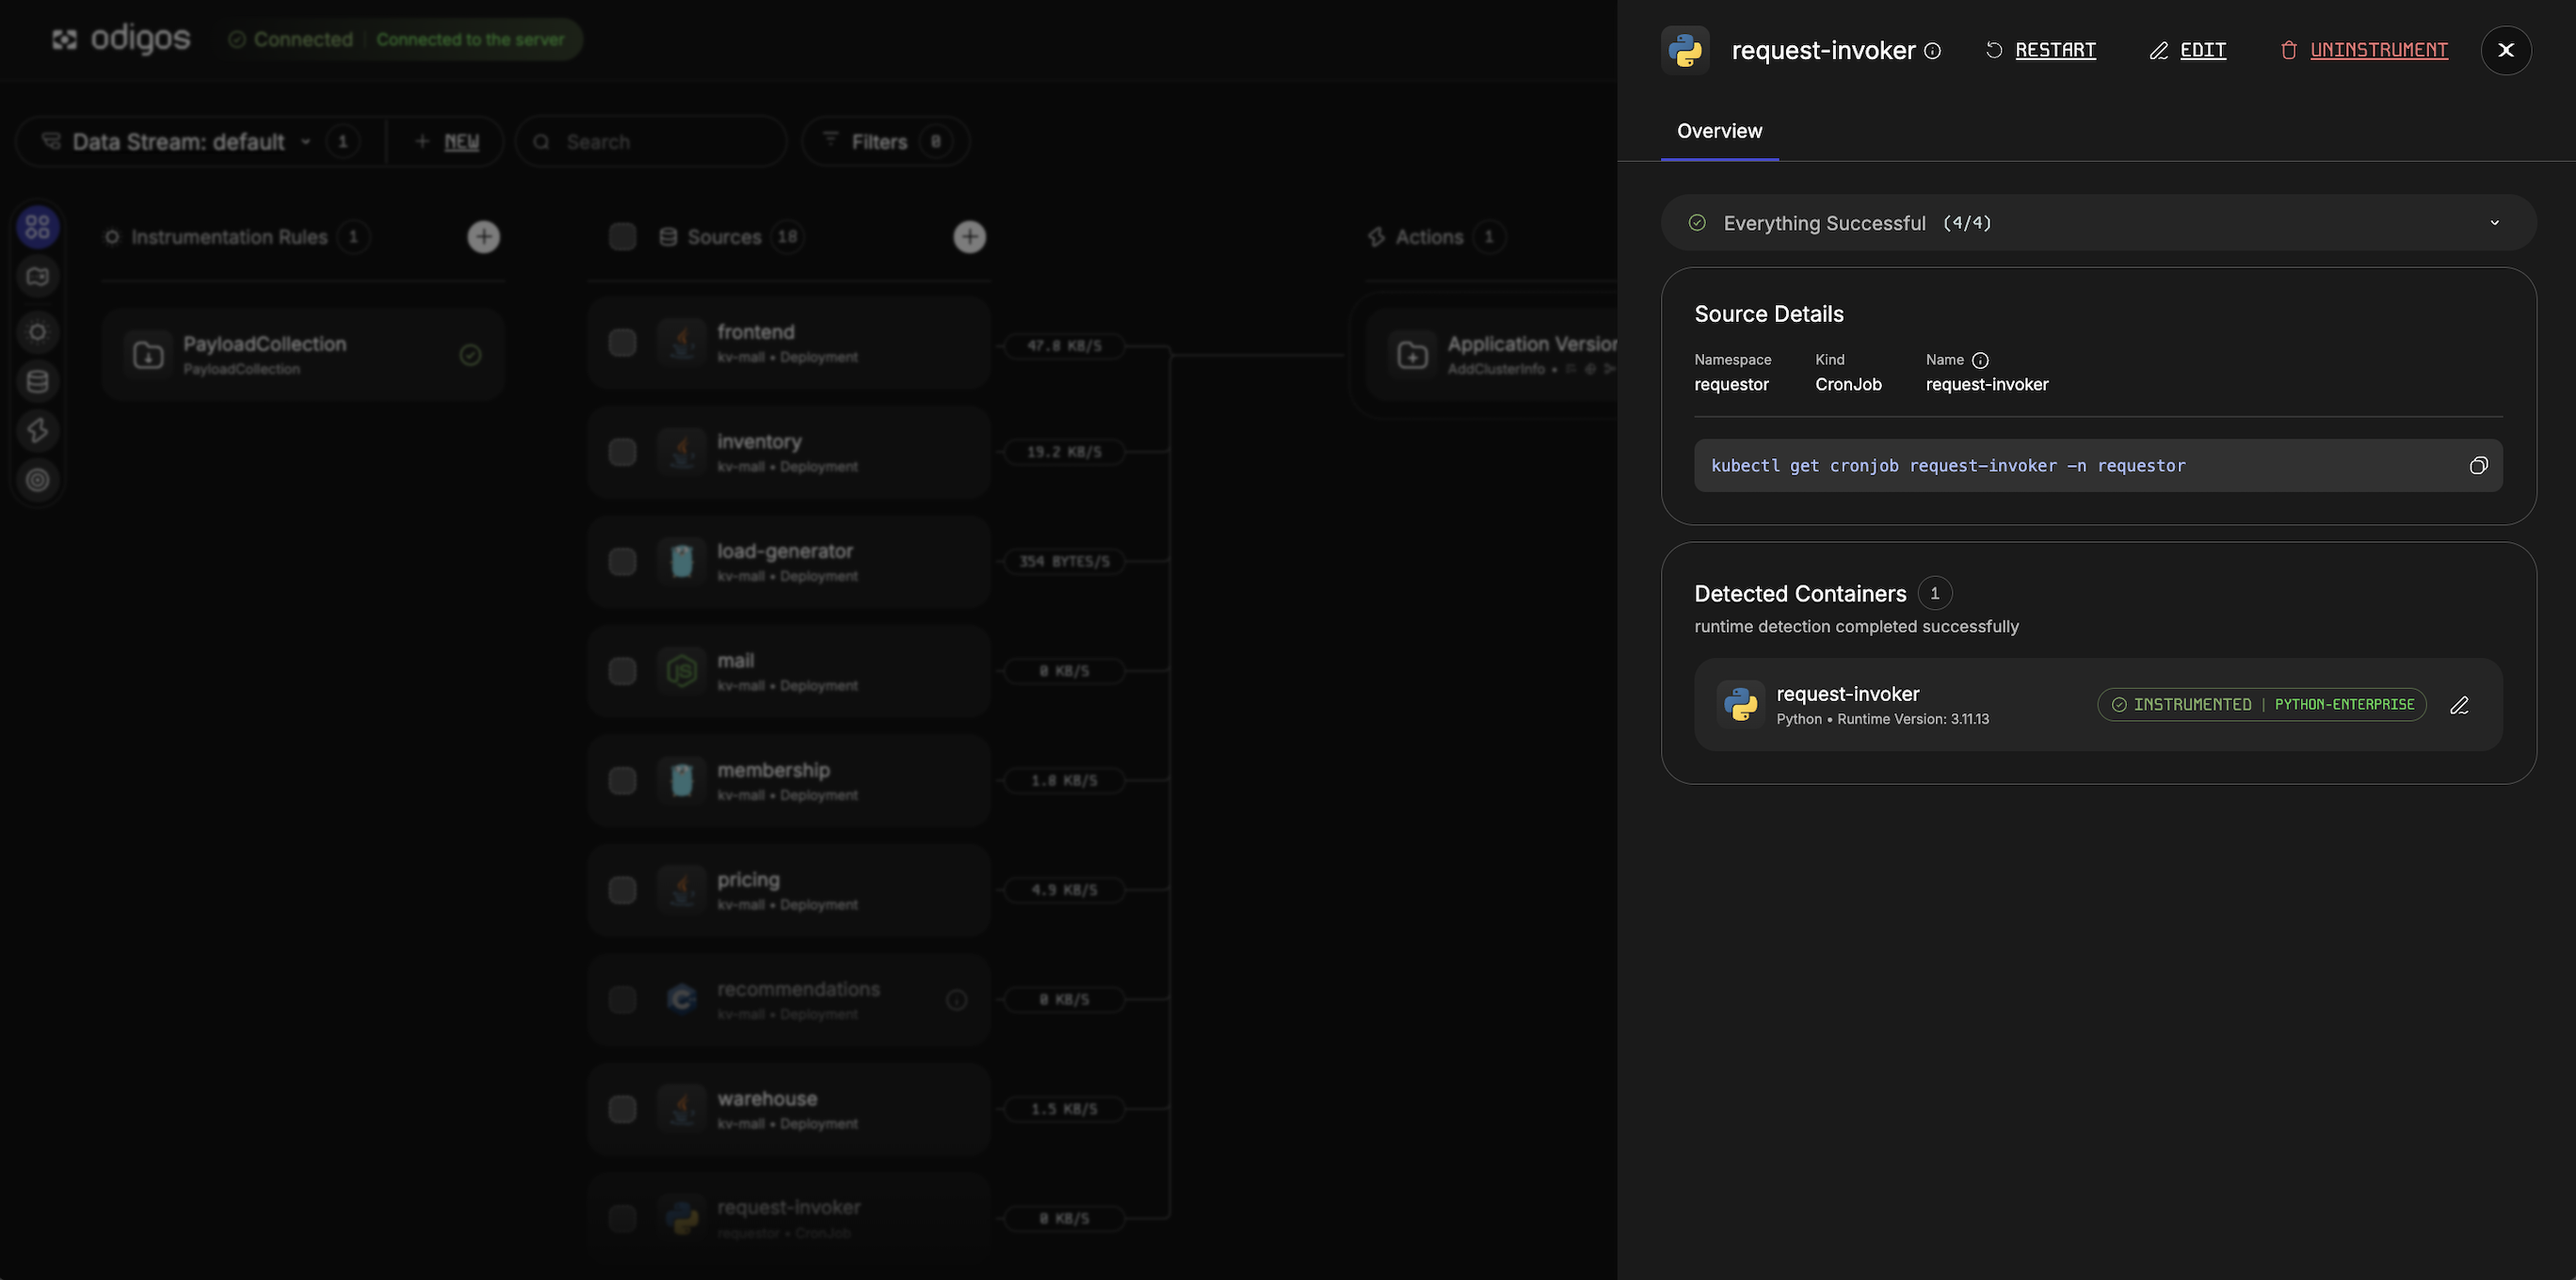 odigos
Connected | Connected to the server
Data Stream: default 1
+ NEW
Search
Filters 0
Instrumentation Rules 1
PayloadCollection
PayloadCollection
Sources 18
frontend
kv-mall • Deployment
47.8 KB/S
inventory
kv-mall • Deployment
19.2 KB/S
load-generator
kv-mall • Deployment
354 BYTES/S
mail
kv-mall • Deployment
0 KB/S
membership
kv-mall • Deployment
1.8 KB/S
pricing
kv-mall • Deployment
4.9 KB/S
recommendations
kv-mall • Deployment
0 KB/S
warehouse
kv-mall • Deployment
1.5 KB/S
request-invoker
requestor • CronJob
0 KB/S
Actions 1
Application Version
AddClusterInfo •
request-invoker
RESTART
EDIT
UNINSTRUMENT
Overview
Everything Successful (4/4)
Source Details
Namespace Kind Name
requestor CronJob request-invoker
kubectl get cronjob request-invoker -n requestor
Detected Containers 1
runtime detection completed successfully
request-invoker
Python • Runtime Version: 3.11.13
INSTRUMENTED | PYTHON-ENTERPRISE